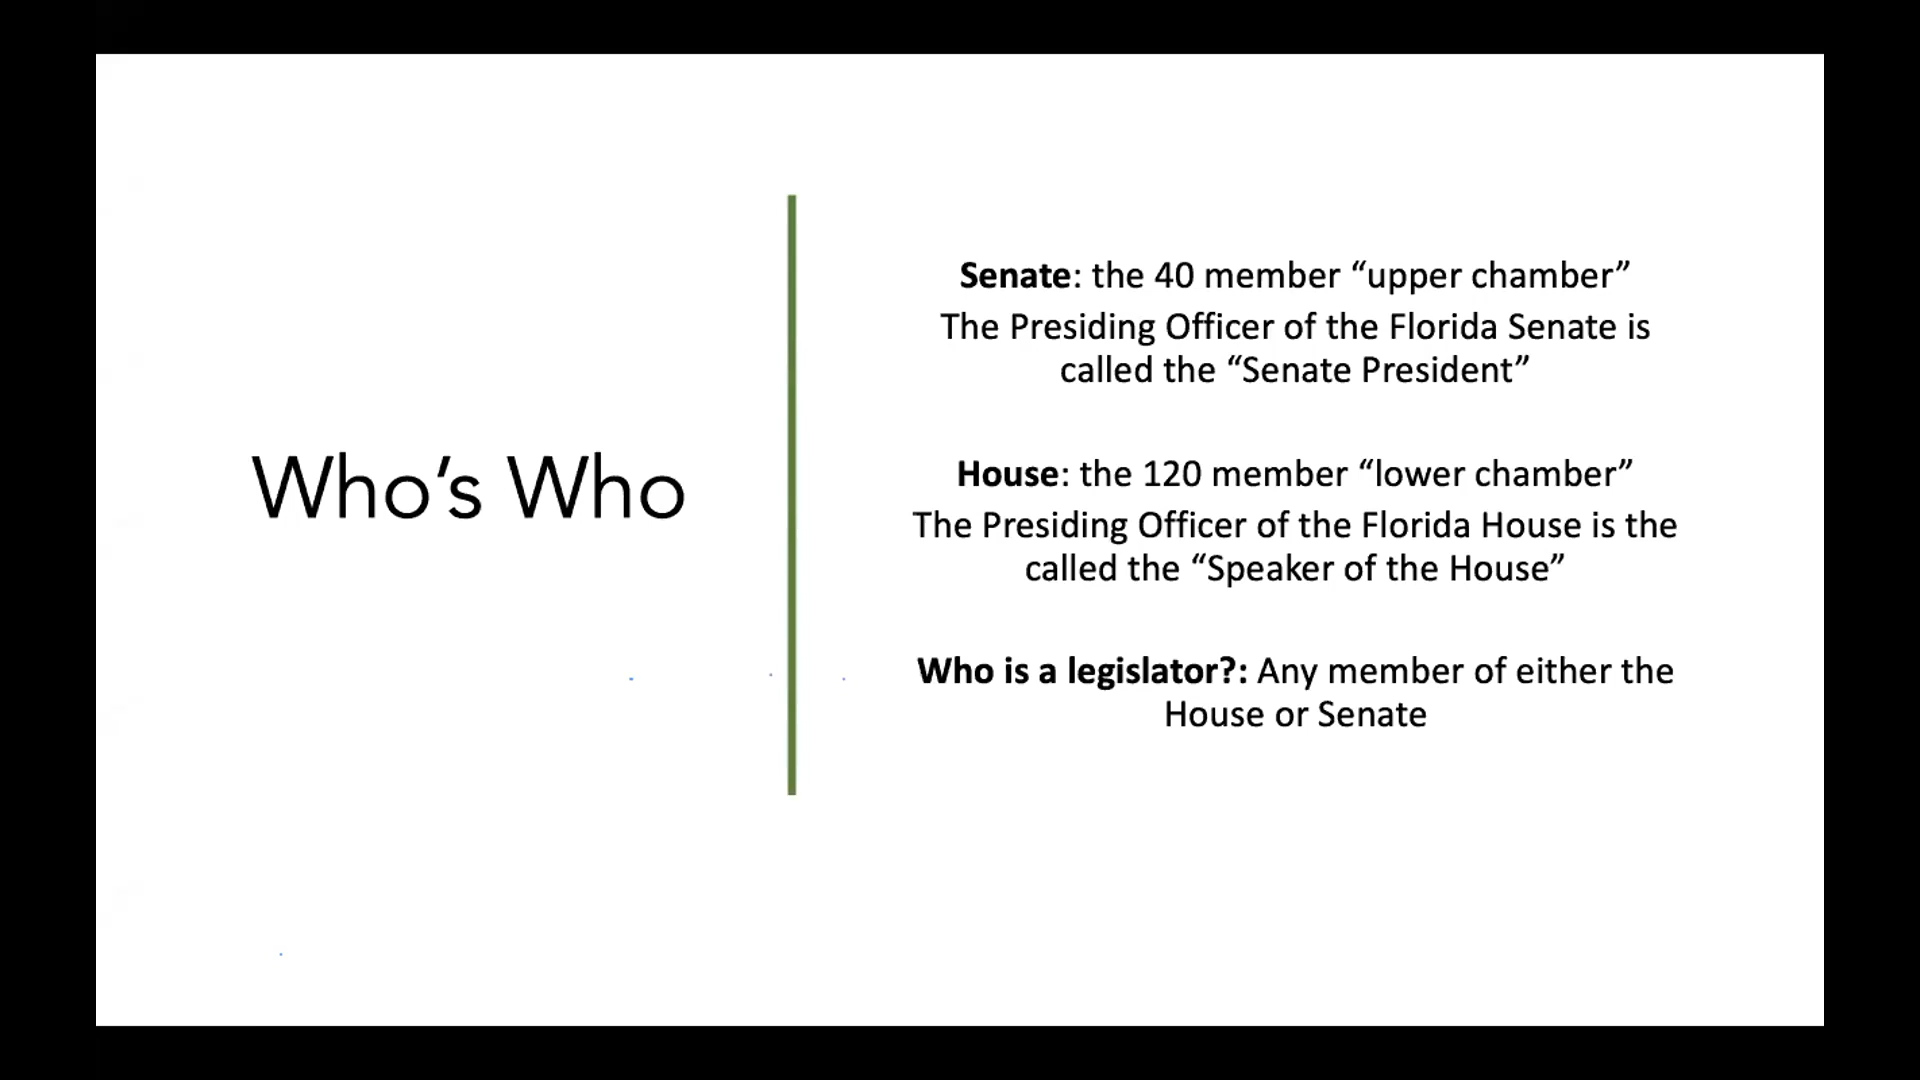 Who’s Who
Senate: the 40 member “upper chamber”
The Presiding Officer of the Florida Senate is
called the “Senate President”
House: the 120 member “lower chamber”
The Presiding Officer of the Florida House is the
called the “Speaker of the House”
Who is a legislator?: Any member of either the
House or Senate